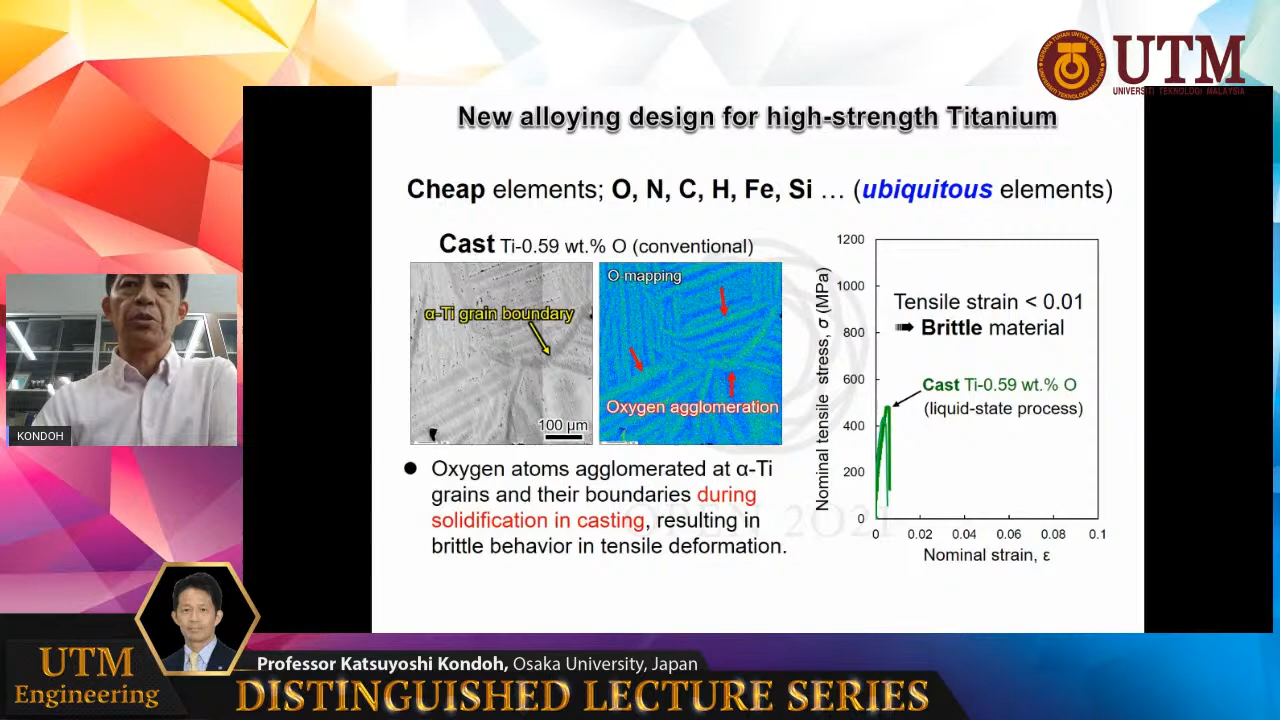 UTM
UNIVERSITI TEKNOLOGI MALAYSIA
New alloying design for high-strength Titanium
Cheap elements; O, N, C, H, Fe, Si … (ubiquitous elements)
Cast Ti-0.59 wt.% O (conventional)
α-Ti grain boundary
100 μm
O mapping
Oxygen agglomeration
● Oxygen atoms agglomerated at α-Ti
grains and their boundaries during
solidification in casting, resulting in
brittle behavior in tensile deformation.
Nominal tensile stress, σ (MPa)
1200
1000
800
600
400
200
0
Tensile strain < 0.01
➠ Brittle material
Cast Ti-0.59 wt.% O
(liquid-state process)
0 0.02 0.04 0.06 0.08 0.1
Nominal strain, ε
OPEN 2021
KONDOH
UTM
Engineering
Professor Katsuyoshi Kondoh, Osaka University, Japan
DISTINGUISHED LECTURE SERIES